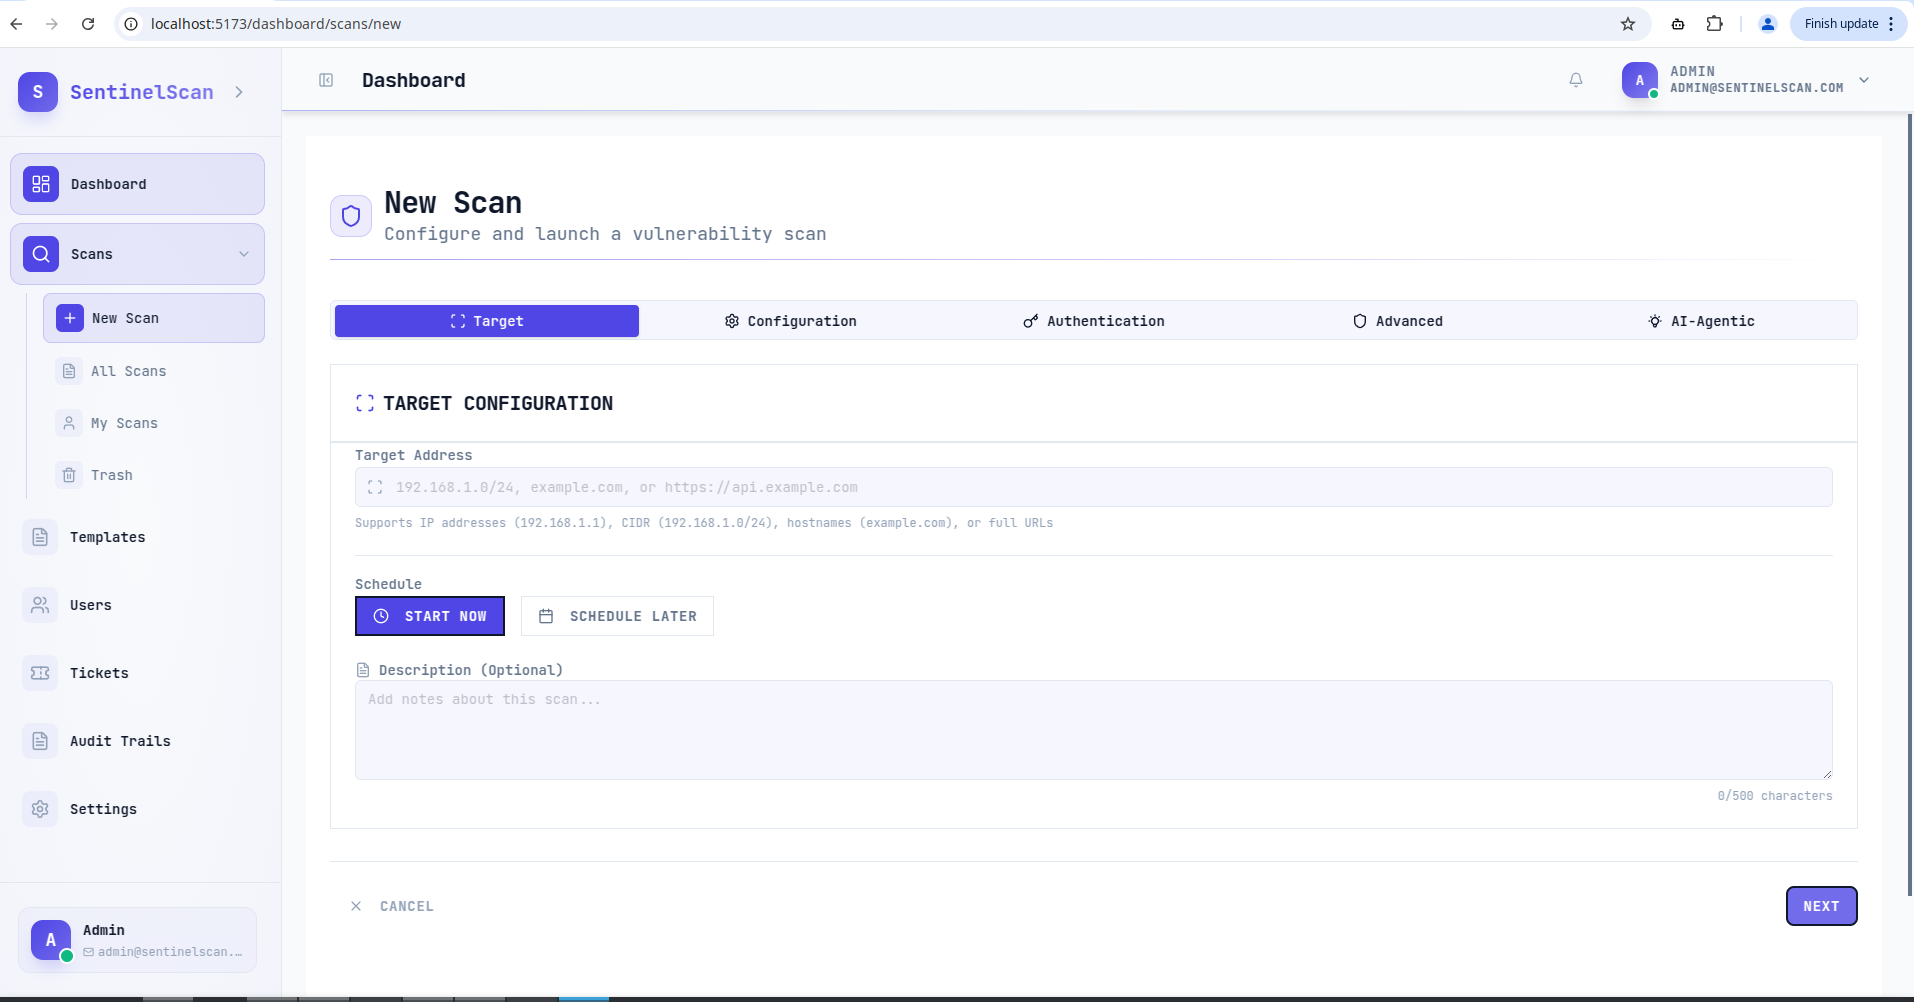 localhost:5173/dashboard/scans/new
Finish update
S
SentinelScan
Dashboard
A
ADMIN
ADMIN@SENTINELSCAN.COM
Dashboard
Scans
New Scan
All Scans
My Scans
Trash
Templates
Users
Tickets
Audit Trails
Settings
A
Admin
admin@sentinelscan.…
New Scan
Configure and launch a vulnerability scan
Target
Configuration
Authentication
Advanced
AI-Agentic
TARGET CONFIGURATION
Target Address
192.168.1.0/24, example.com, or https://api.example.com
Supports IP addresses (192.168.1.1), CIDR (192.168.1.0/24), hostnames (example.com), or full URLs
Schedule
START NOW
SCHEDULE LATER
Description (Optional)
Add notes about this scan...
0/500 characters
CANCEL
NEXT